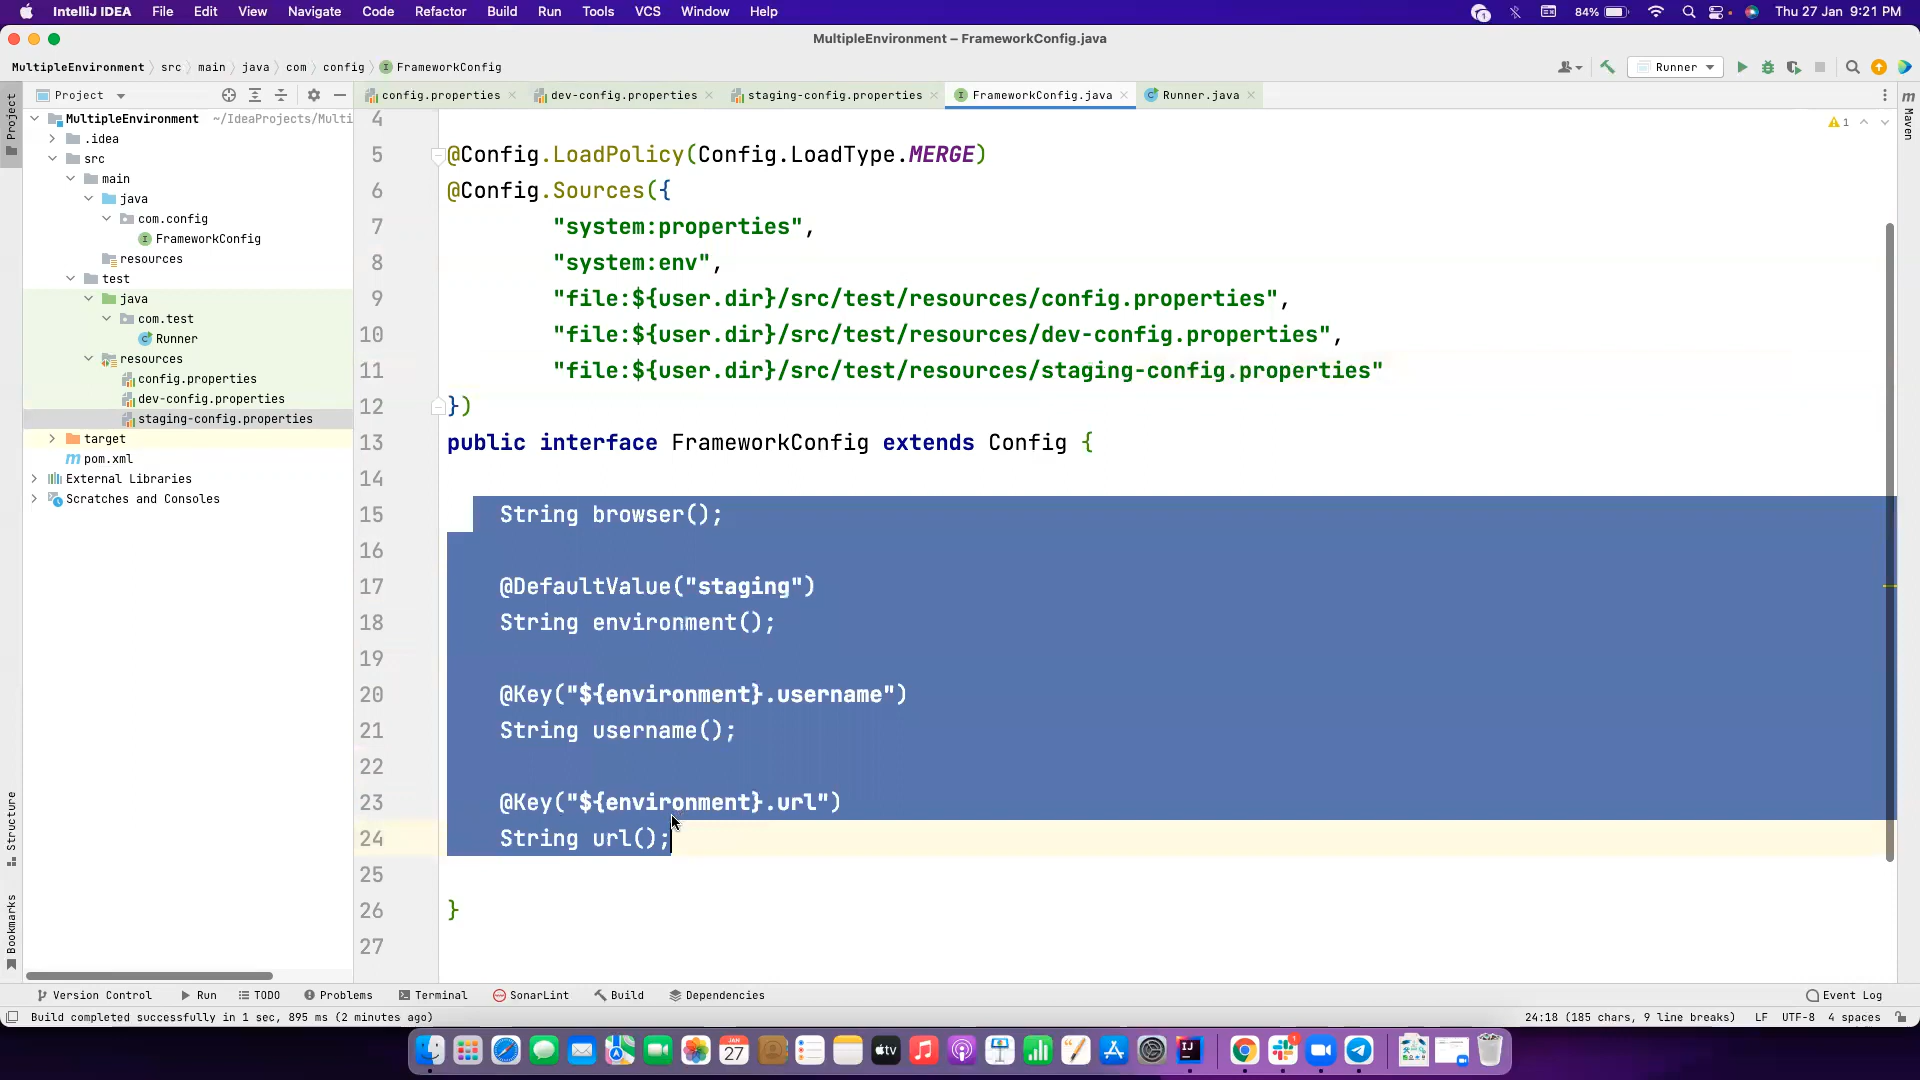 IntelliJ IDEA File Edit View Navigate Code Refactor Build Run Tools VCS Window Help 1 84% Thu 27 Jan 9:21 PM
MultipleEnvironment – FrameworkConfig.java
MultipleEnvironment src main java com config FrameworkConfig Runner
Project config.properties dev-config.properties staging-config.properties FrameworkConfig.java Runner.java
Project
Structure
Bookmarks
MultipleEnvironment ~/IdeaProjects/Multi
.idea
src
main
java
com.config
FrameworkConfig
resources
test
java
com.test
Runner
resources
config.properties
dev-config.properties
staging-config.properties
target
pom.xml
External Libraries
Scratches and Consoles
4
5 @Config.LoadPolicy(Config.LoadType.MERGE)
6 @Config.Sources({
7 "system:properties",
8 "system:env",
9 "file:${user.dir}/src/test/resources/config.properties",
10 "file:${user.dir}/src/test/resources/dev-config.properties",
11 "file:${user.dir}/src/test/resources/staging-config.properties"
12 })
13 public interface FrameworkConfig extends Config {
14
15 String browser();
16
17 @DefaultValue("staging")
18 String environment();
19
20 @Key("${environment}.username")
21 String username();
22
23 @Key("${environment}.url")
24 String url();
25
26 }
27
1
m Maven
Version Control Run TODO Problems Terminal SonarLint Build Dependencies Event Log
Build completed successfully in 1 sec, 895 ms (2 minutes ago) 24:18 (185 chars, 9 line breaks) LF UTF-8 4 spaces
JAN
27
tv
IJ
1